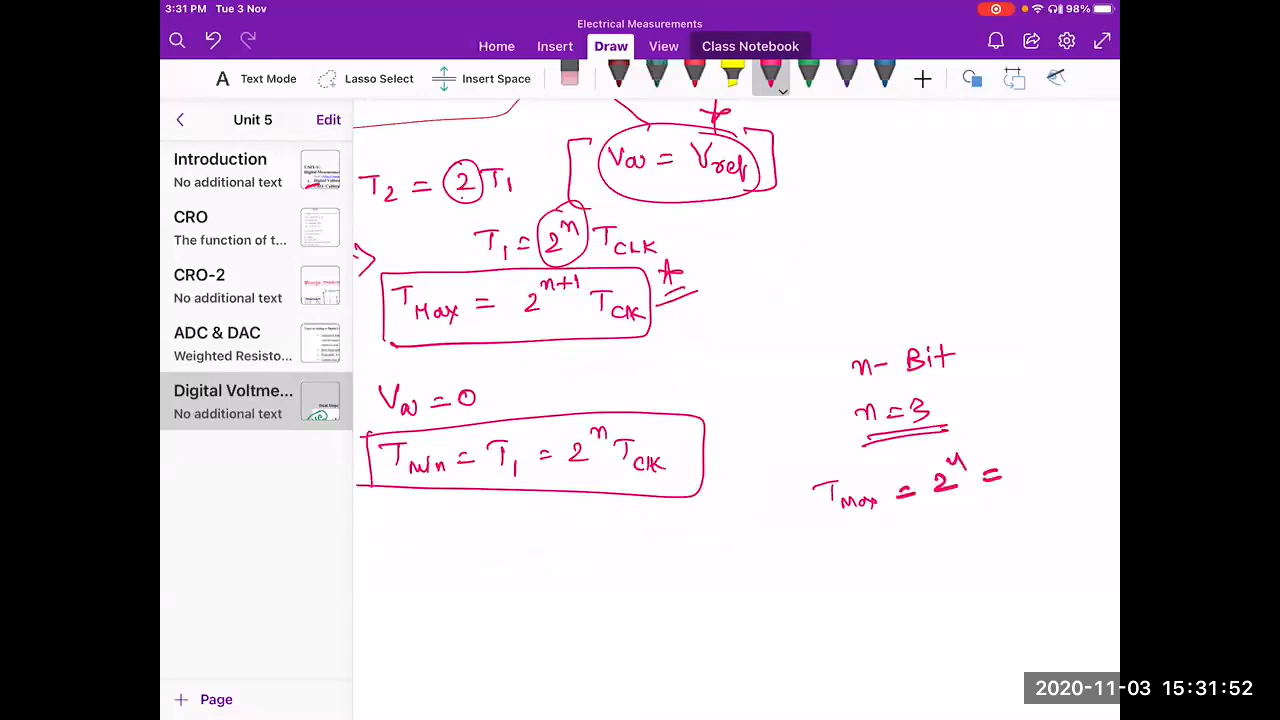 3:31 PM Tue 3 Nov
98%
Electrical Measurements
Home Insert Draw View Class Notebook
A Text Mode Lasso Select Insert Space
Unit 5 Edit
Introduction
No additional text
CRO
The function of t...
CRO-2
No additional text
ADC & DAC
Weighted Resisto...
Digital Voltme...
No additional text
Page
Va = Vref
T2 = 2 T1
T1 = 2^n TCLK
TMax = 2^n+1 TClK
Va = 0
TMin = T1 = 2^n TClK
n- Bit
n = 3
TMax = 2^4 =
2020-11-03 15:31:52